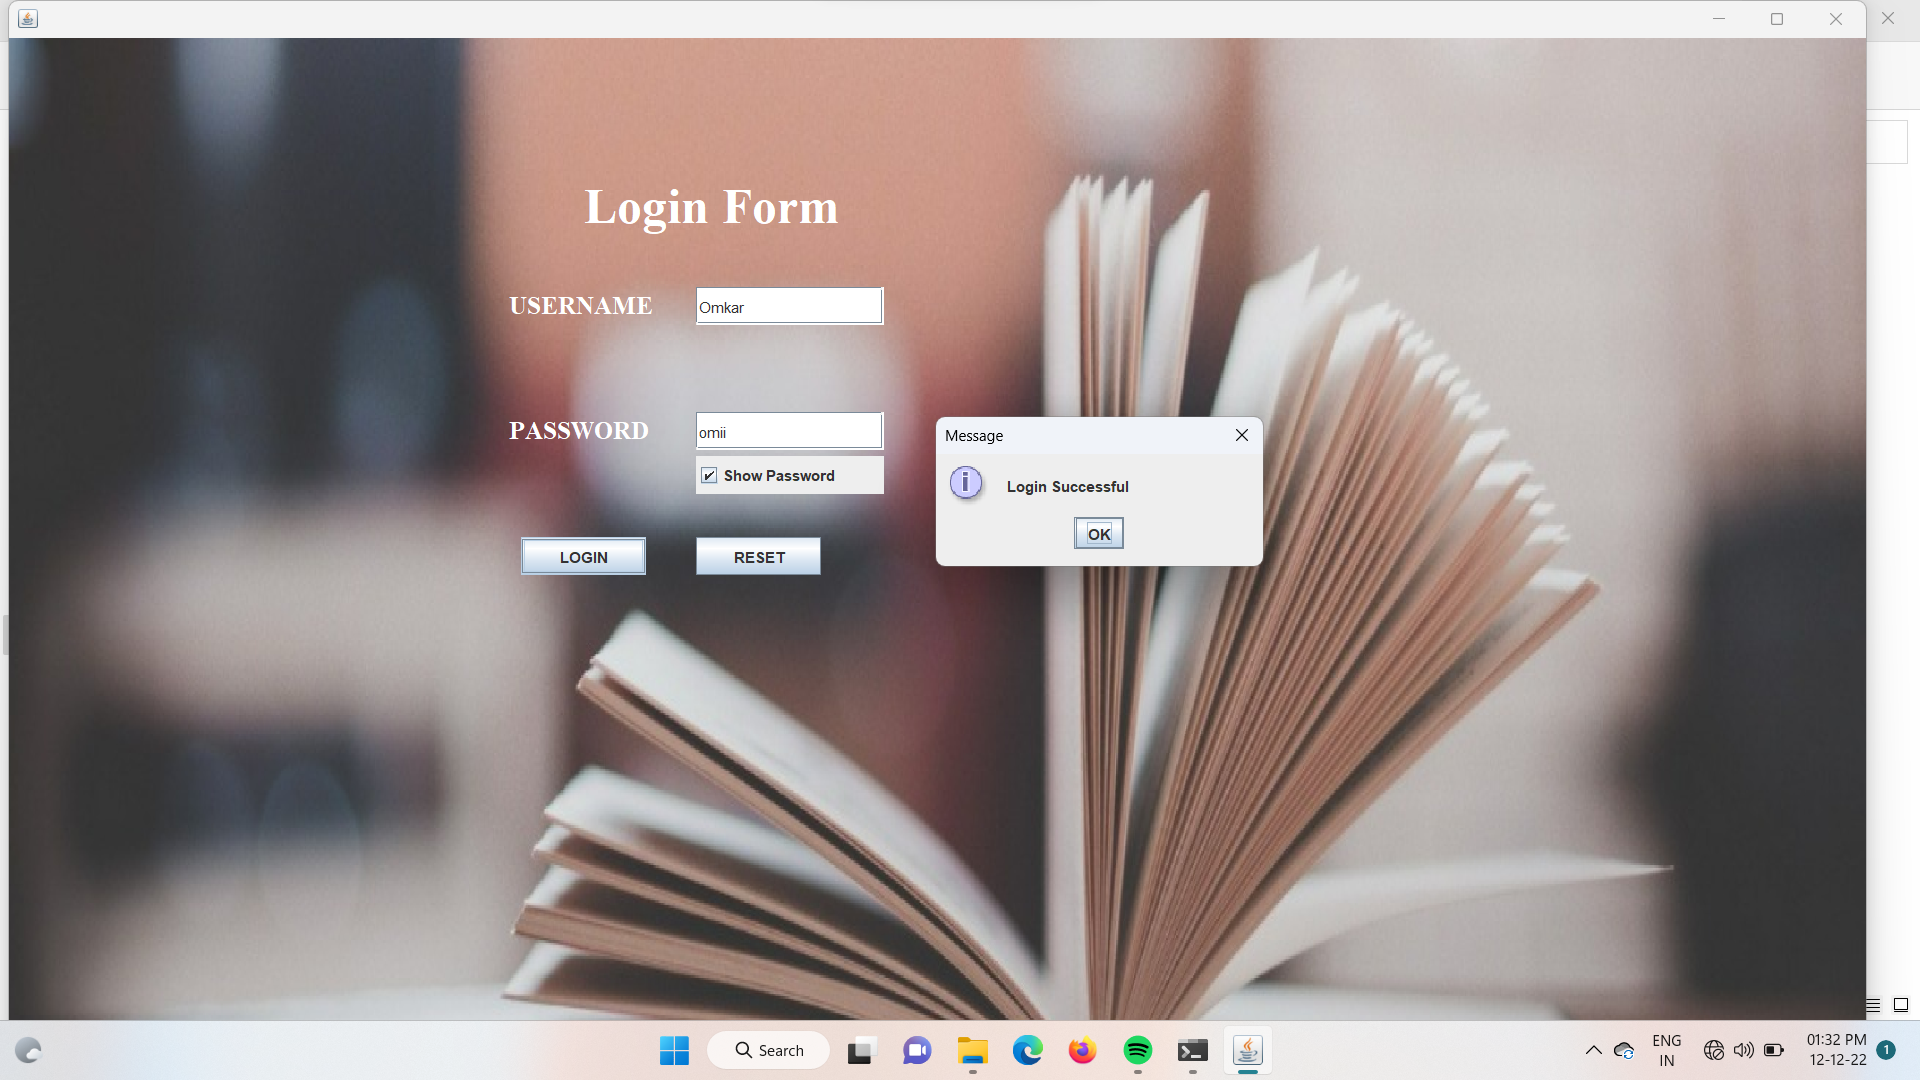 Login Form
USERNAME
Omkar
PASSWORD
omii
Show Password
LOGIN
RESET
Message
Login Successful
OK
Search
ENG
IN
01:32 PM
12-12-22
1